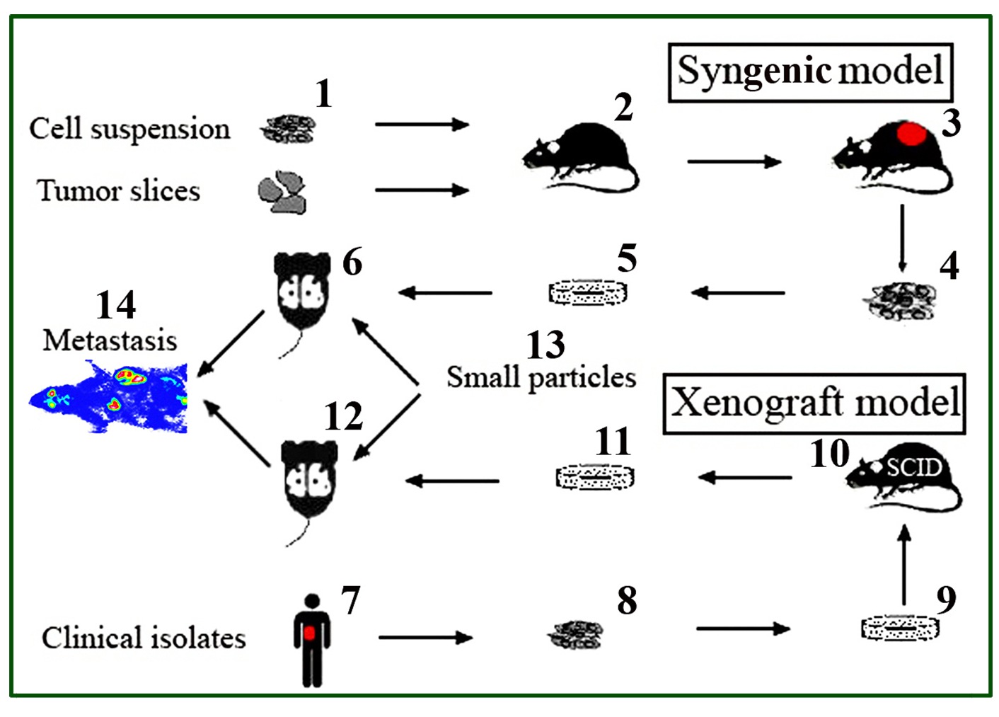 Syngenic model
1
2
3
Cell suspension
Tumor slices
6
5
4
14
Metastasis
13
Small particles
Xenograft model
12
11
10
SCID
7
8
9
Clinical isolates